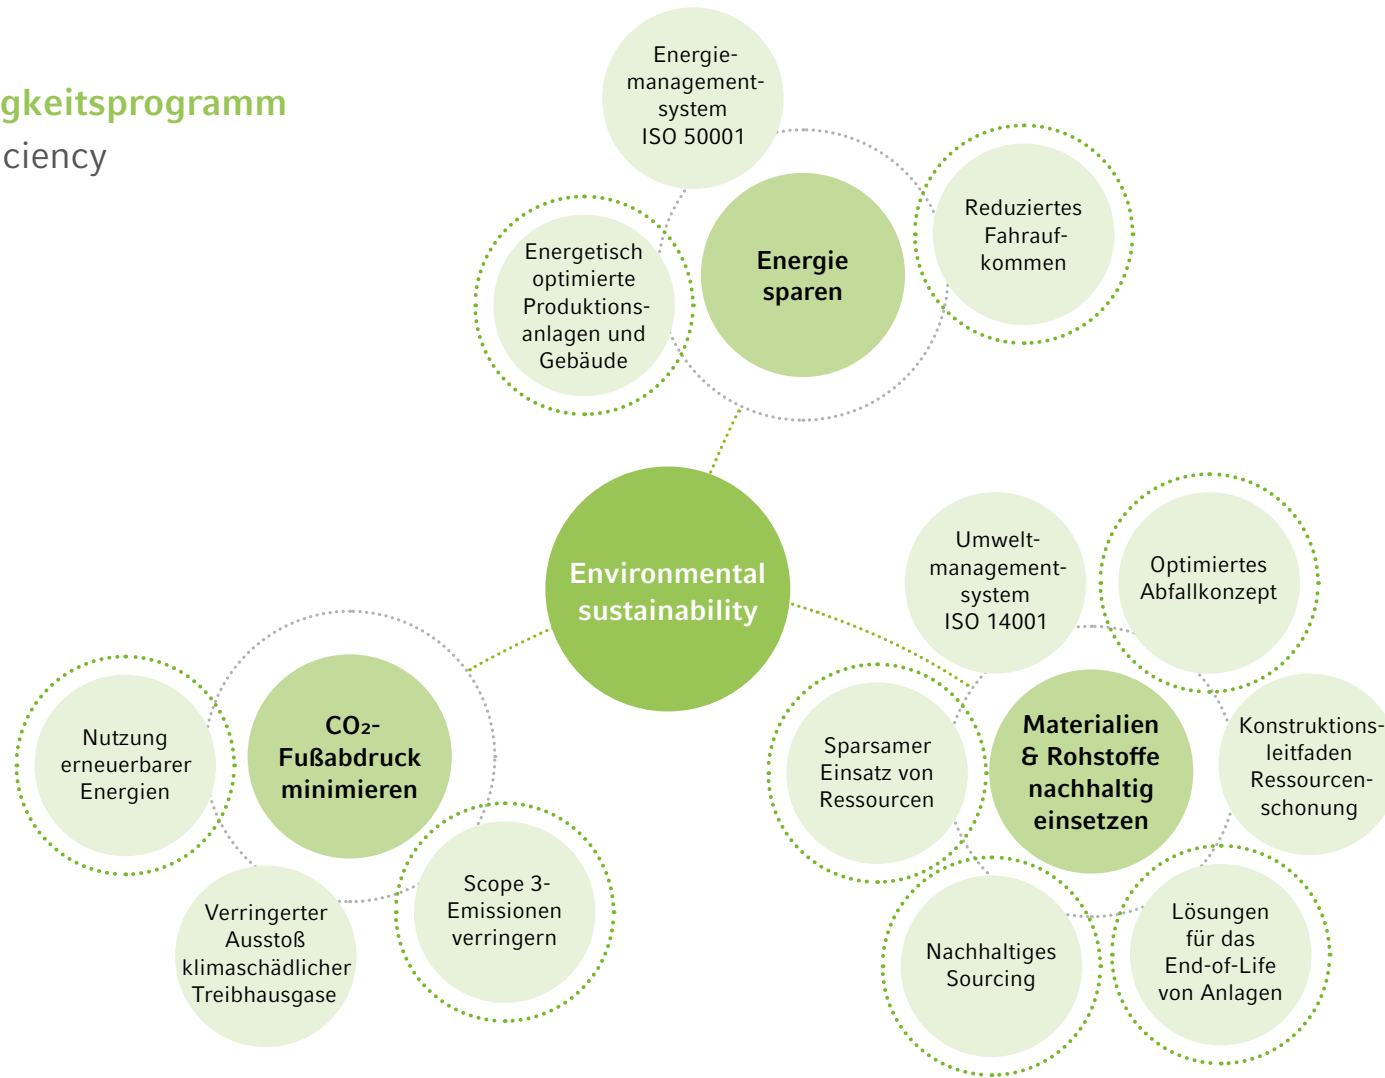 gkeitsprogramm
ciency
Energie-
management-
system
ISO 50001
Reduziertes
Fahrauf-
kommen
Energetisch
optimierte
Produktions-
anlagen und
Gebäude
Energie
sparen
Environmental
sustainability
Umwelt-
management-
system
ISO 14001
Optimiertes
Abfallkonzept
Materialien
& Rohstoffe
nachhaltig
einsetzen
Konstruktions-
leitfaden
Ressourcen-
schonung
Sparsamer
Einsatz von
Ressourcen
Nachhaltiges
Sourcing
Lösungen
für das
End-of-Life
von Anlagen
CO₂-
Fußabdruck
minimieren
Nutzung
erneuerbarer
Energien
Verringerter
Ausstoß
klimaschädlicher
Treibhausgase
Scope 3-
Emissionen
verringern